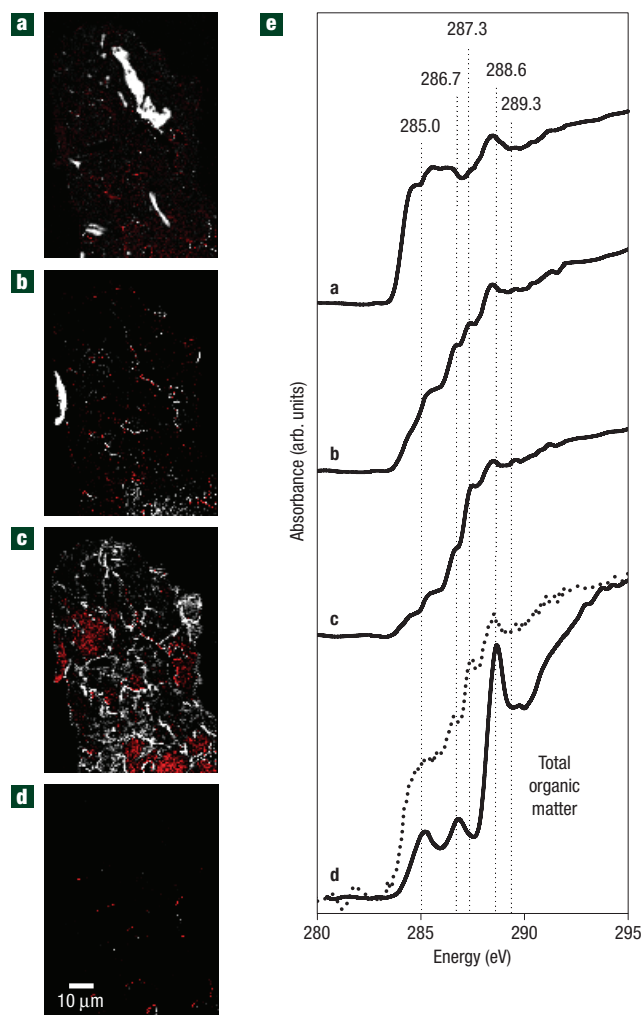 a
b
c
d
10 µm
e
287.3
286.7
288.6
285.0
289.3
a
b
c
Total
organic
matter
d
Absorbance (arb. units)
280
285
290
295
Energy (eV)